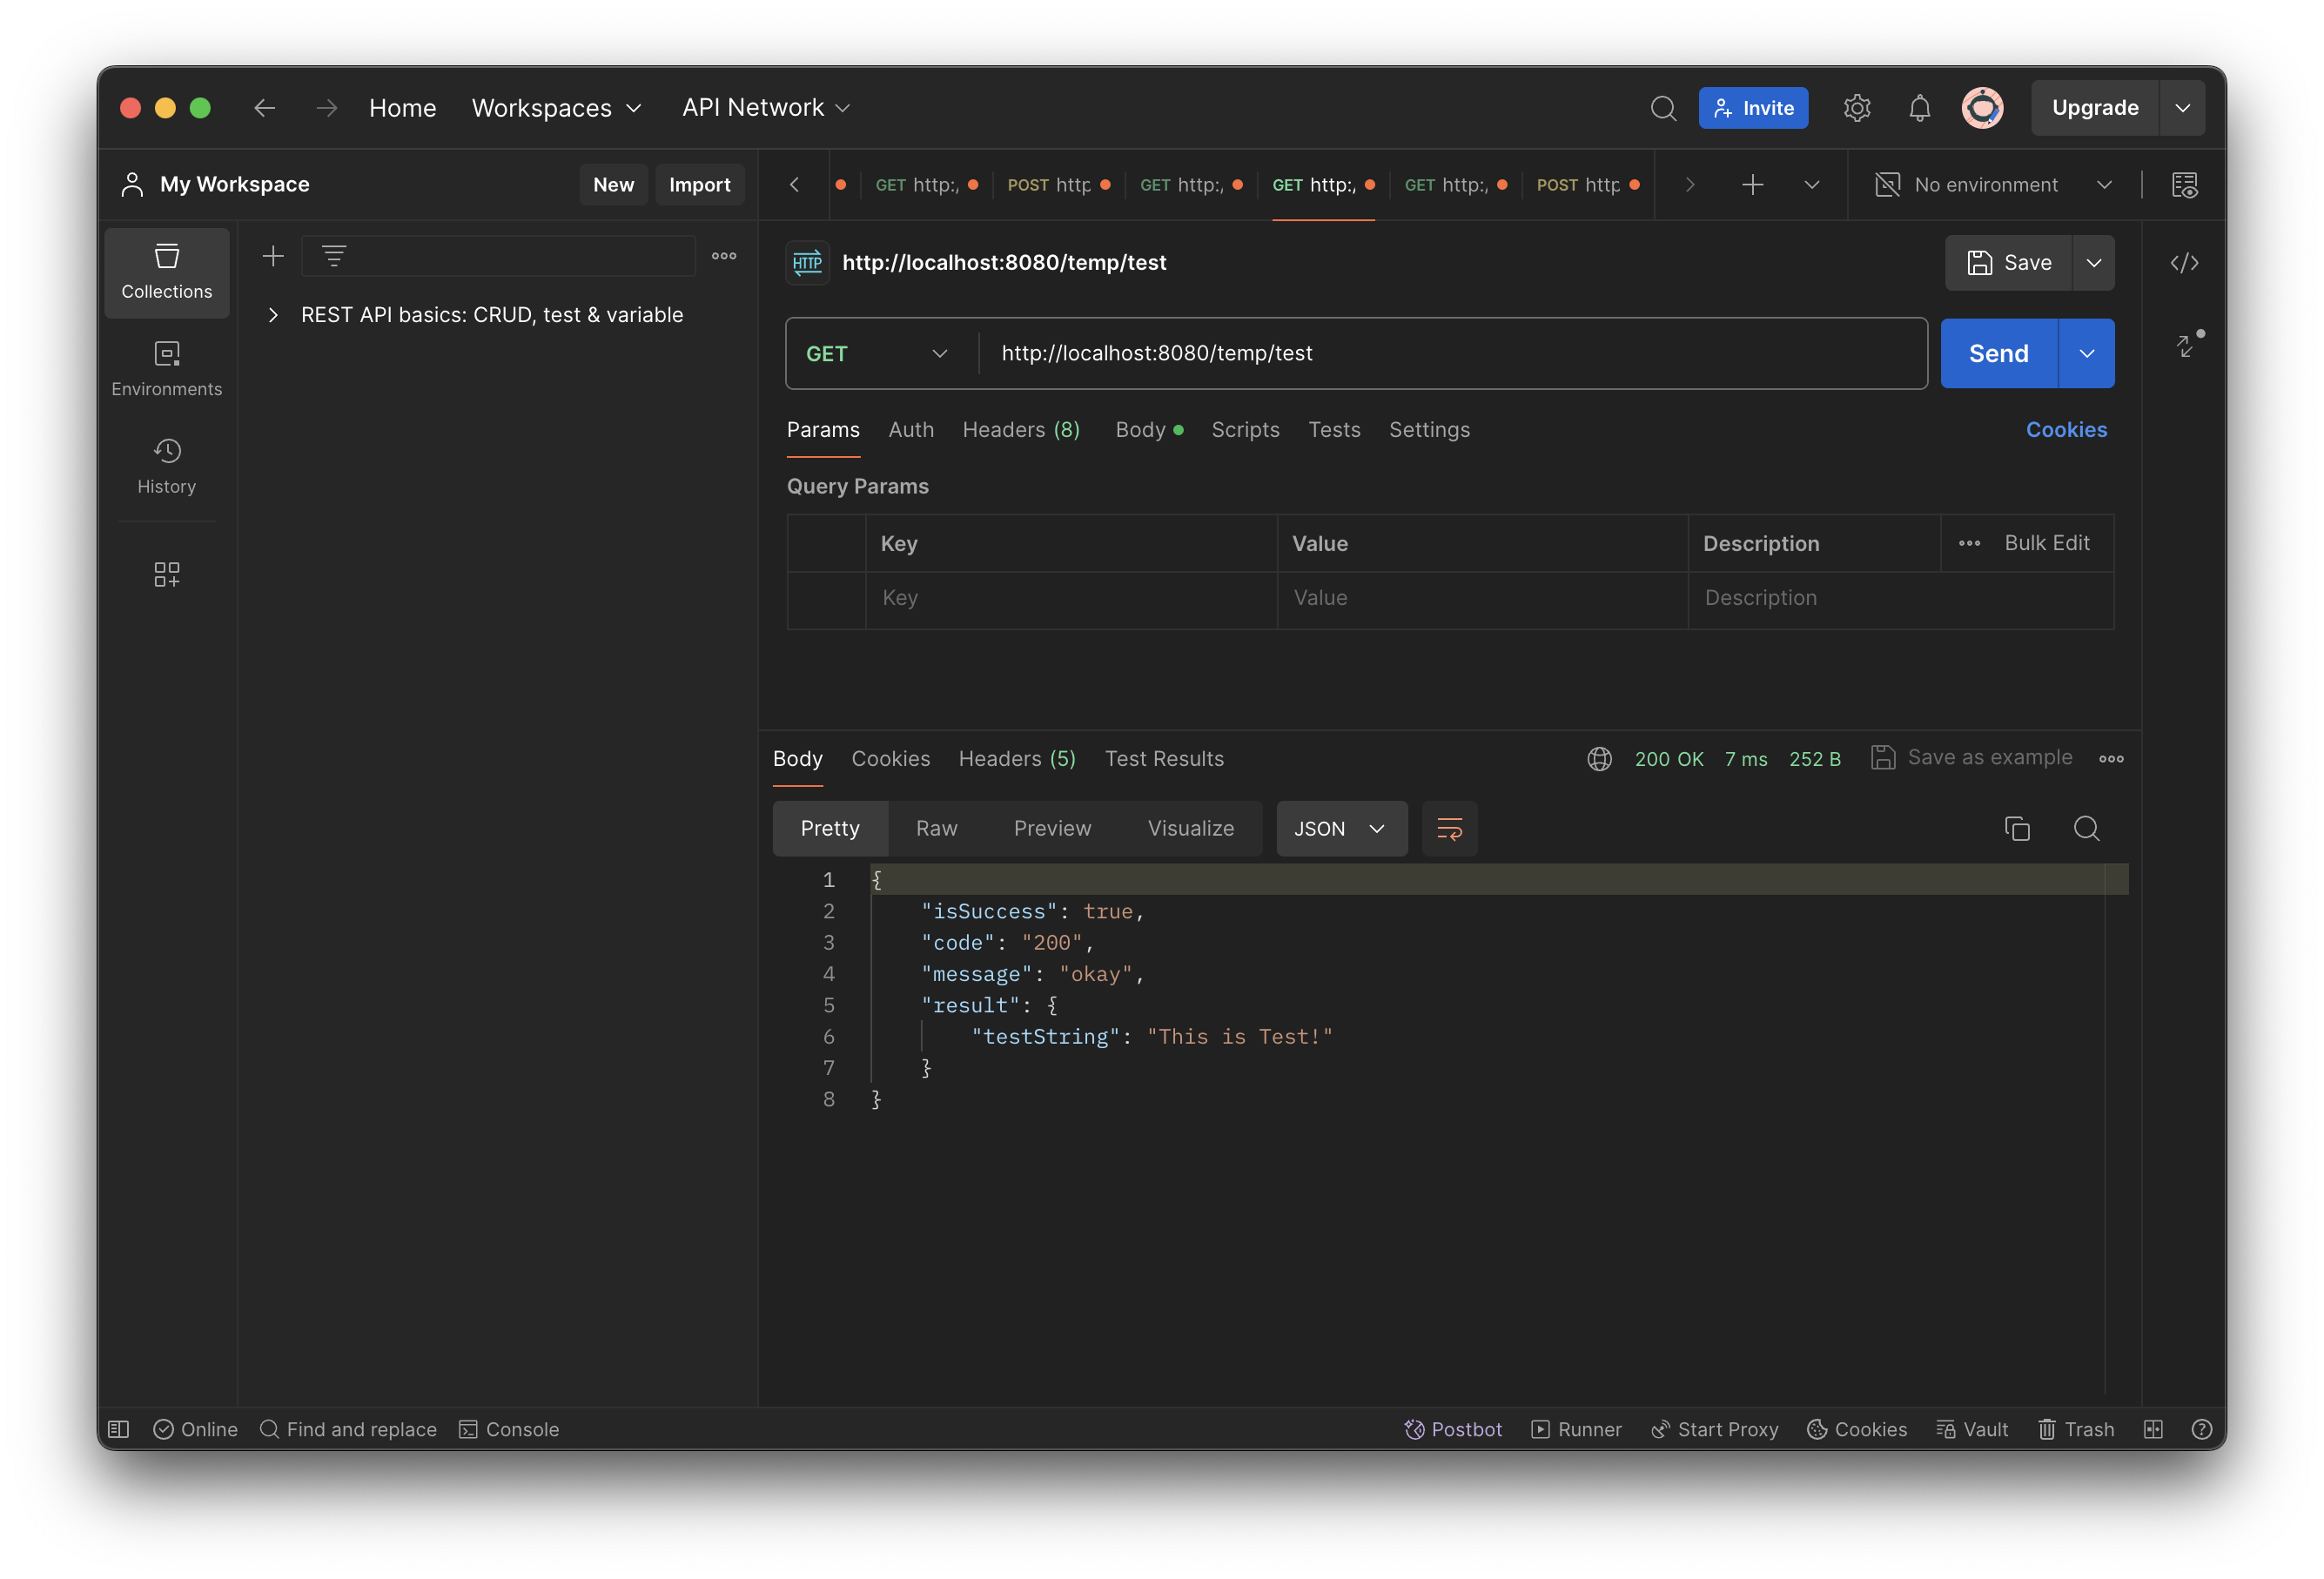 Home Workspaces API Network Invite Upgrade
My Workspace New Import GET http:/ POST http GET http:/ GET http:/ GET http:/ POST http No environment
Collections
Environments
History
REST API basics: CRUD, test & variable
HTTP http://localhost:8080/temp/test Save
GET http://localhost:8080/temp/test Send
Params Auth Headers (8) Body Scripts Tests Settings Cookies
Query Params
Key Value Description Bulk Edit
Key Value Description
Body Cookies Headers (5) Test Results 200 OK 7 ms 252 B Save as example
Pretty Raw Preview Visualize JSON
1 {
2 "isSuccess": true,
3 "code": "200",
4 "message": "okay",
5 "result": {
6 "testString": "This is Test!"
7 }
8 }
Online Find and replace Console Postbot Runner Start Proxy Cookies Vault Trash